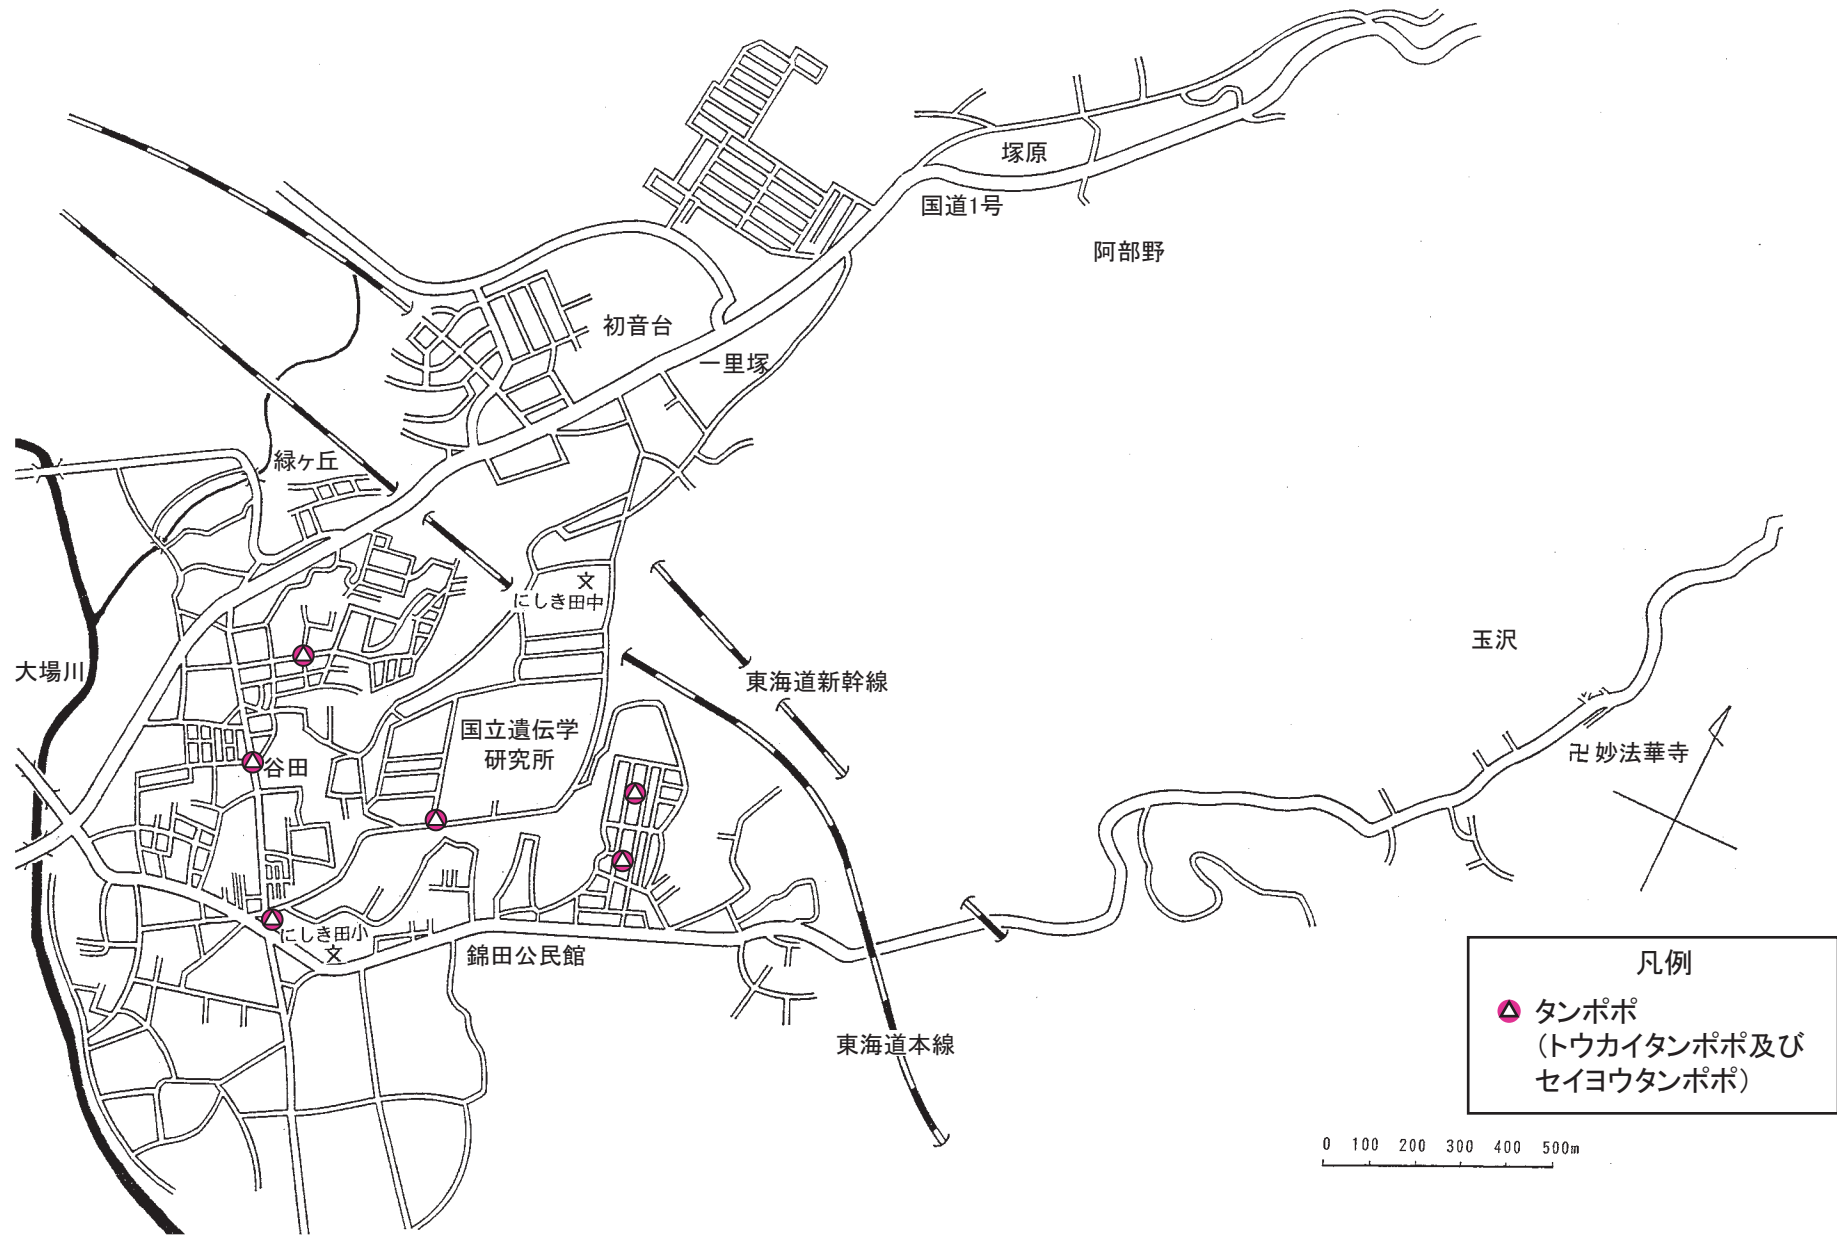 塚原
国道1号
阿部野
初音台
一里塚
緑ヶ丘
文
にしき田中
大場川
玉沢
東海道新幹線
国立遺伝学
研究所
卍妙法華寺
谷田
にしき田小
文
錦田公民館
東海道本線
凡例
タンポポ
(トウカイタンポポ及び
セイヨウタンポポ)
0 100 200 300 400 500m